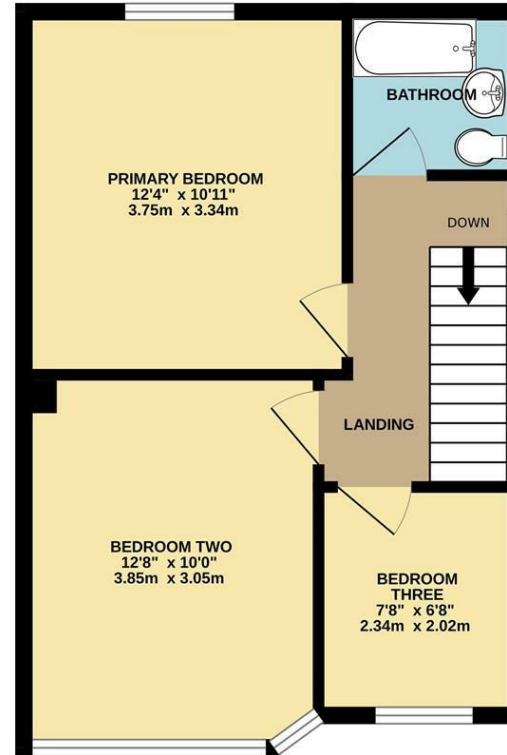 BATHROOM
PRIMARY BEDROOM
12'4" x 10'11"
3.75m x 3.34m
DOWN
LANDING
BEDROOM TWO
12'8" x 10'0"
3.85m x 3.05m
BEDROOM
THREE
7'8" x 6'8"
2.34m x 2.02m